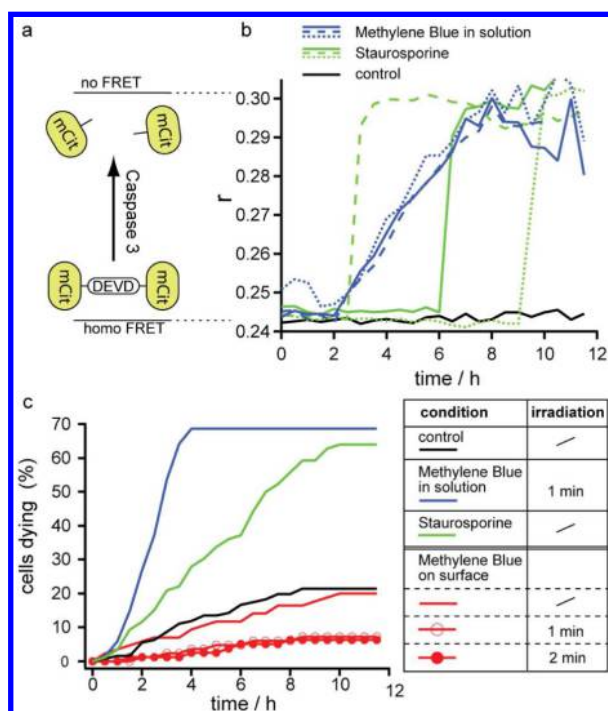 a
no FRET
mCit
mCit
Caspase 3
mCit
DEVD
mCit
homo FRET
b
Methylene Blue in solution
Staurosporine
control
r
0.30
0.29
0.28
0.27
0.26
0.25
0.24
0 2 4 6 8 10 12
time / h
c
cells dying (%)
70
60
50
40
30
20
10
0
0 2 4 6 8 10 12
time / h
condition irradiation
control
Methylene Blue
in solution 1 min
Staurosporine
Methylene Blue
on surface
1 min
2 min